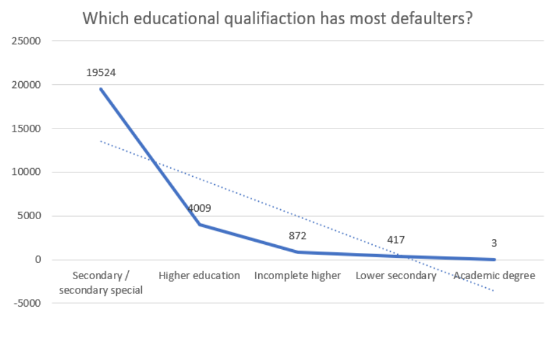 Which educational qualifiaction has most defaulters?
25000
20000
15000
10000
5000
0
-5000
19524
4009
872
417
3
Secondary /
secondary special
Higher education
Incomplete higher
Lower secondary
Academic degree